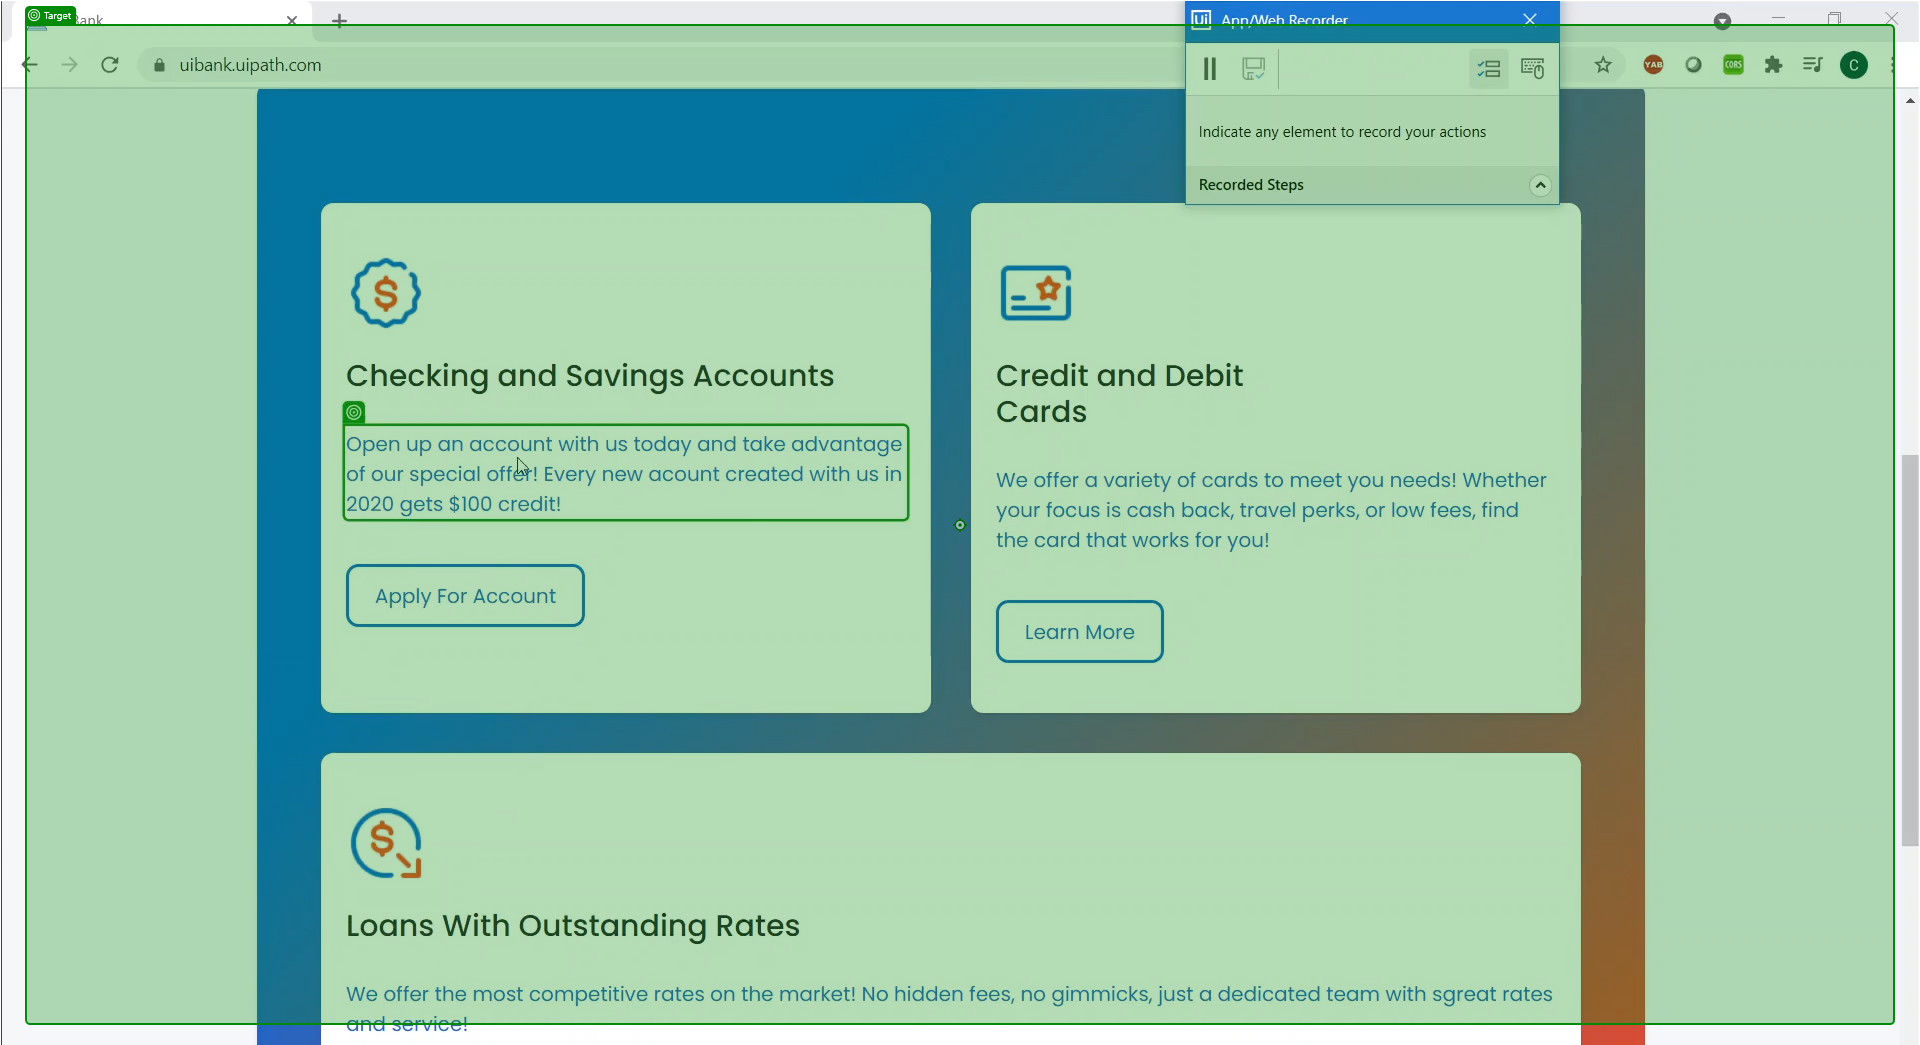 Target
Bank
Ui App/Web Recorder
uibank.uipath.com
YAB
CORS
C
Indicate any element to record your actions
Recorded Steps
Checking and Savings Accounts
Open up an account with us today and take advantage
of our special offer! Every new acount created with us in
2020 gets $100 credit!
Apply For Account
Credit and Debit
Cards
We offer a variety of cards to meet you needs! Whether
your focus is cash back, travel perks, or low fees, find
the card that works for you!
Learn More
Loans With Outstanding Rates
We offer the most competitive rates on the market! No hidden fees, no gimmicks, just a dedicated team with sgreat rates
and service!